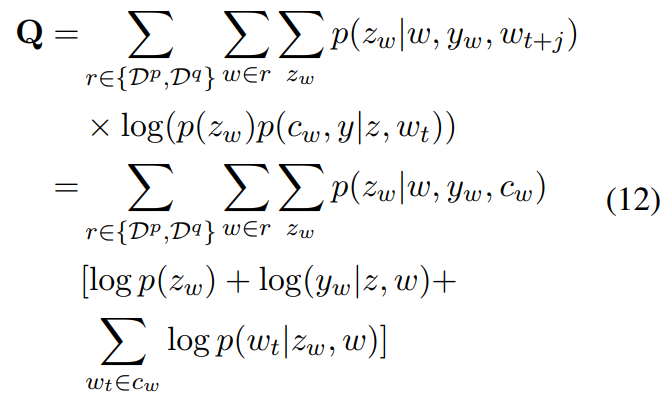 Q = ∑_{r∈{𝒟^p,𝒟^q}} ∑_{w∈r} ∑_{z_w} p(z_w|w, y_w, w_{t+j})
× log(p(z_w)p(c_w, y|z, w_t))
= ∑_{r∈{𝒟^p,𝒟^q}} ∑_{w∈r} ∑_{z_w} p(z_w|w, y_w, c_w) (12)
[log p(z_w) + log(y_w|z, w)+
∑_{w_t∈c_w} log p(w_t|z_w, w)]